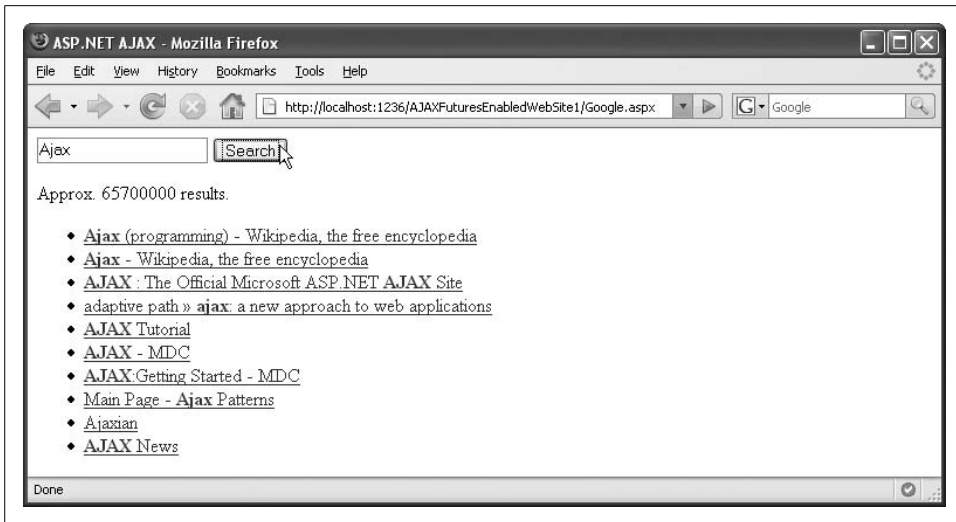 ASP.NET AJAX - Mozilla Firefox
File Edit View History Bookmarks Tools Help
http://localhost:1236/AJAXFuturesEnabledWebSite1/Google.aspx G Google
Ajax Search
Approx. 65700000 results.
Ajax (programming) - Wikipedia, the free encyclopedia
Ajax - Wikipedia, the free encyclopedia
AJAX : The Official Microsoft ASP.NET AJAX Site
adaptive path » ajax: a new approach to web applications
AJAX Tutorial
AJAX - MDC
AJAX:Getting Started - MDC
Main Page - Ajax Patterns
Ajaxian
AJAX News
Done